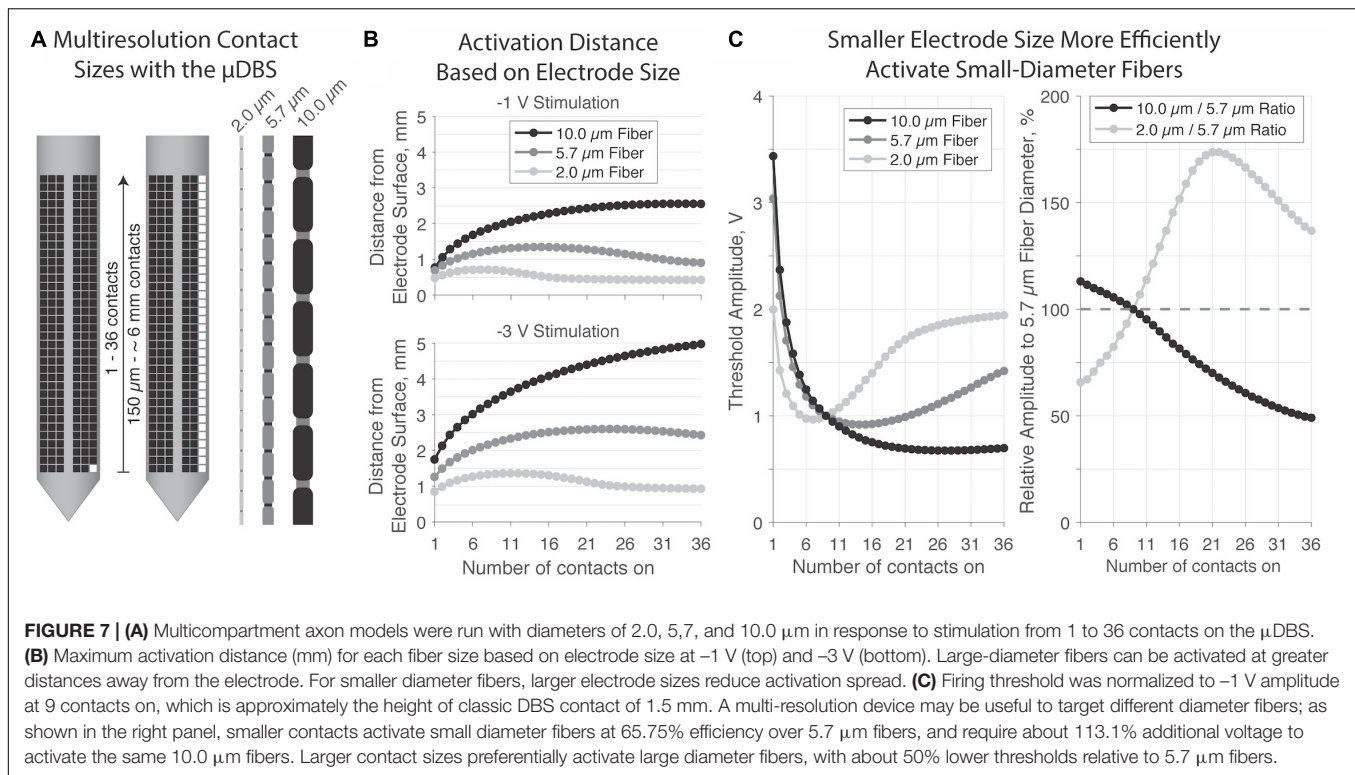 A Multiresolution Contact
Sizes with the µDBS
2.0 µm
5.7 µm
10.0 µm
1 - 36 contacts
150 µm - ~ 6 mm contacts
B Activation Distance
Based on Electrode Size
-1 V Stimulation
Distance from
Electrode Surface, mm
5
4
3
2
1
0
10.0 µm Fiber
5.7 µm Fiber
2.0 µm Fiber
-3 V Stimulation
Distance from
Electrode Surface, mm
5
4
3
2
1
0
1 6 11 16 21 26 31 36
Number of contacts on
C Smaller Electrode Size More Efficiently
Activate Small-Diameter Fibers
Threshold Amplitude, V
4
3
2
1
0
10.0 µm Fiber
5.7 µm Fiber
2.0 µm Fiber
1 6 11 16 21 26 31 36
Number of contacts on
Relative Amplitude to 5.7 µm Fiber Diameter, %
200
150
100
50
0
10.0 µm / 5.7 µm Ratio
2.0 µm / 5.7 µm Ratio
1 6 11 16 21 26 31 36
Number of contacts on
FIGURE 7 | (A) Multicompartment axon models were run with diameters of 2.0, 5,7, and 10.0 µm in response to stimulation from 1 to 36 contacts on the µDBS.
(B) Maximum activation distance (mm) for each fiber size based on electrode size at –1 V (top) and –3 V (bottom). Large-diameter fibers can be activated at greater
distances away from the electrode. For smaller diameter fibers, larger electrode sizes reduce activation spread. (C) Firing threshold was normalized to –1 V amplitude
at 9 contacts on, which is approximately the height of classic DBS contact of 1.5 mm. A multi-resolution device may be useful to target different diameter fibers; as
shown in the right panel, smaller contacts activate small diameter fibers at 65.75% efficiency over 5.7 µm fibers, and require about 113.1% additional voltage to
activate the same 10.0 µm fibers. Larger contact sizes preferentially activate large diameter fibers, with about 50% lower thresholds relative to 5.7 µm fibers.